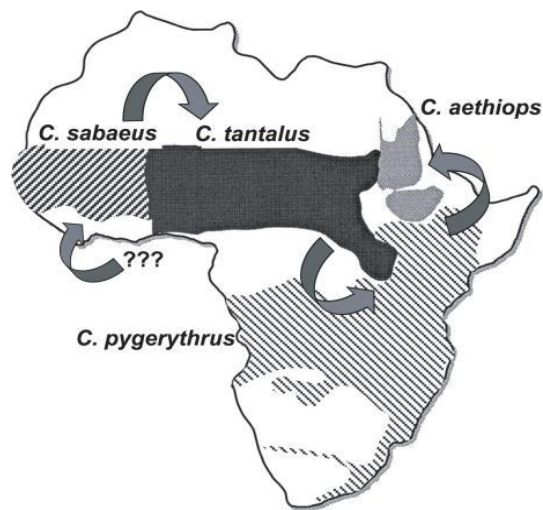 C. aethiops
C. sabaeus
C. tantalus
???
C. pygerythrus